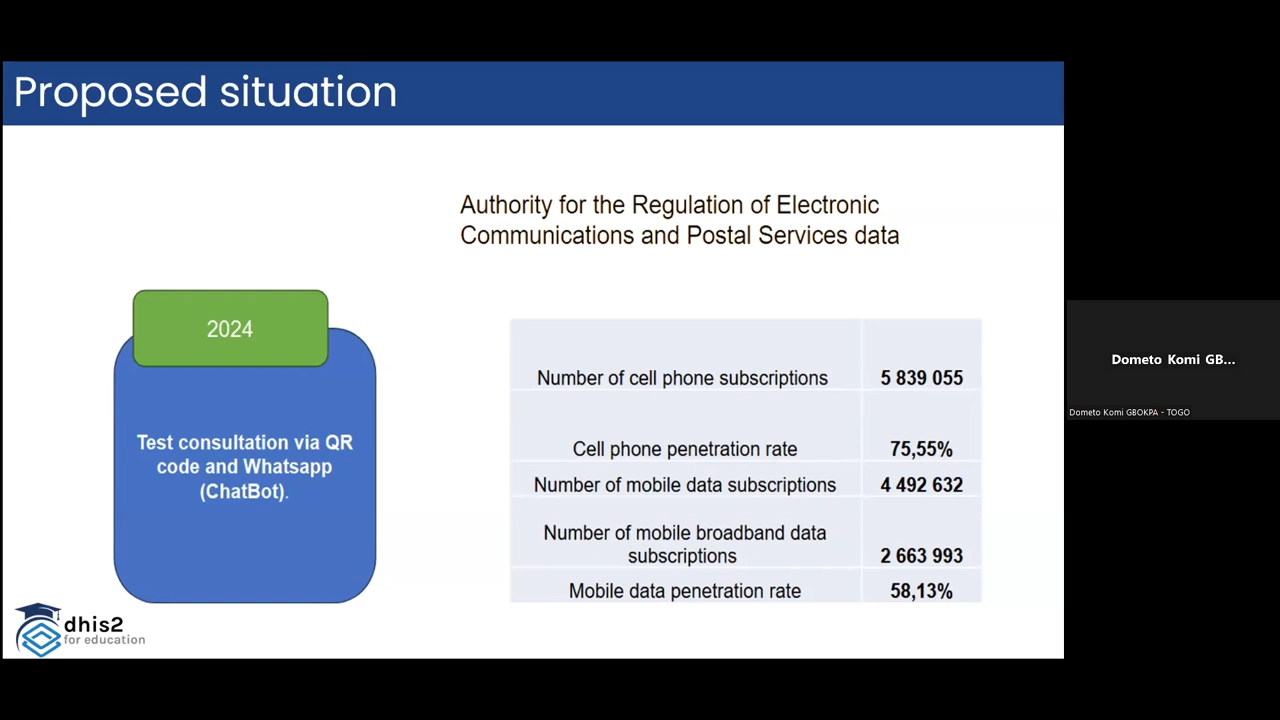 Proposed situation
Authority for the Regulation of Electronic
Communications and Postal Services data
2024
Test consultation via QR
code and Whatsapp
(ChatBot).
Number of cell phone subscriptions 5 839 055
Cell phone penetration rate 75,55%
Number of mobile data subscriptions 4 492 632
Number of mobile broadband data
subscriptions 2 663 993
Mobile data penetration rate 58,13%
dhis2
for education
Dometo Komi GB...
Dometo Komi GBOKPA - TOGO